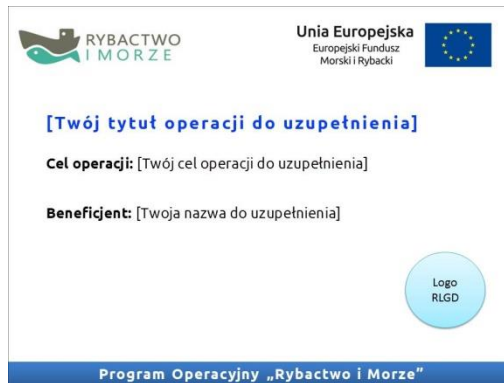 RYBACTWO
I MORZE
Unia Europejska
Europejski Fundusz
Morski i Rybacki
[Twój tytuł operacji do uzupełnienia]
Cel operacji: [Twój cel operacji do uzupełnienia]
Beneficjent: [Twoja nazwa do uzupełnienia]
Logo
RLGD
Program Operacyjny „Rybactwo i Morze”